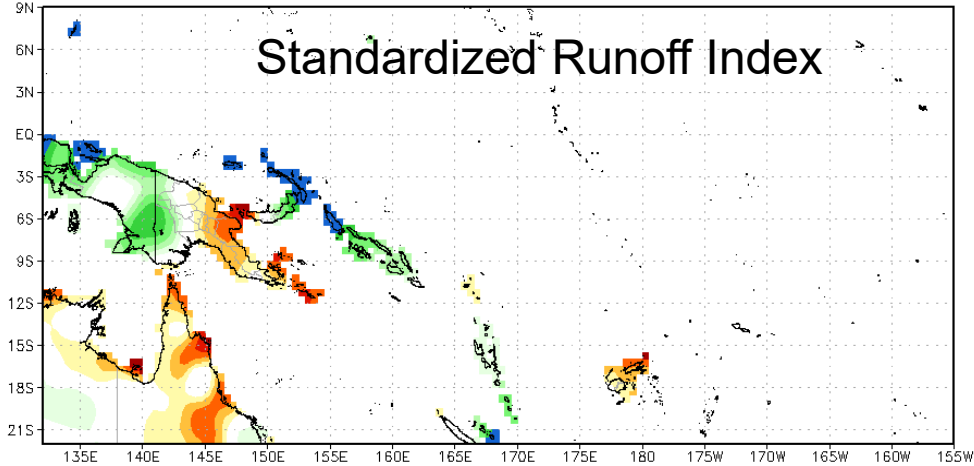 9N
Standardized Runoff Index
6N
3N
EQ
3S
6S
9S
12S
15S
18S
21S
135E 140E 145E 150E 155E 160E 165E 170E 175E 180 175W 170W 165W 160W 155W